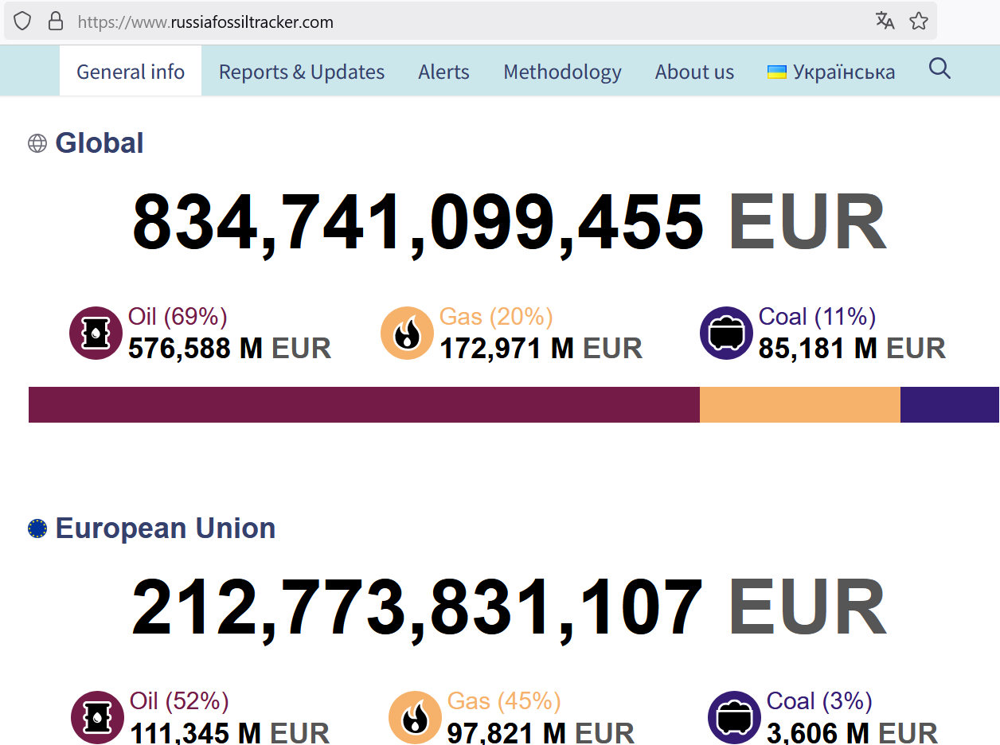 https://www.russiafossiltracker.com
General info Reports & Updates Alerts Methodology About us Українська
Global
834,741,099,455 EUR
Oil (69%) Gas (20%) Coal (11%)
576,588 M EUR 172,971 M EUR 85,181 M EUR
European Union
212,773,831,107 EUR
Oil (52%) Gas (45%) Coal (3%)
111,345 M EUR 97,821 M EUR 3,606 M EUR